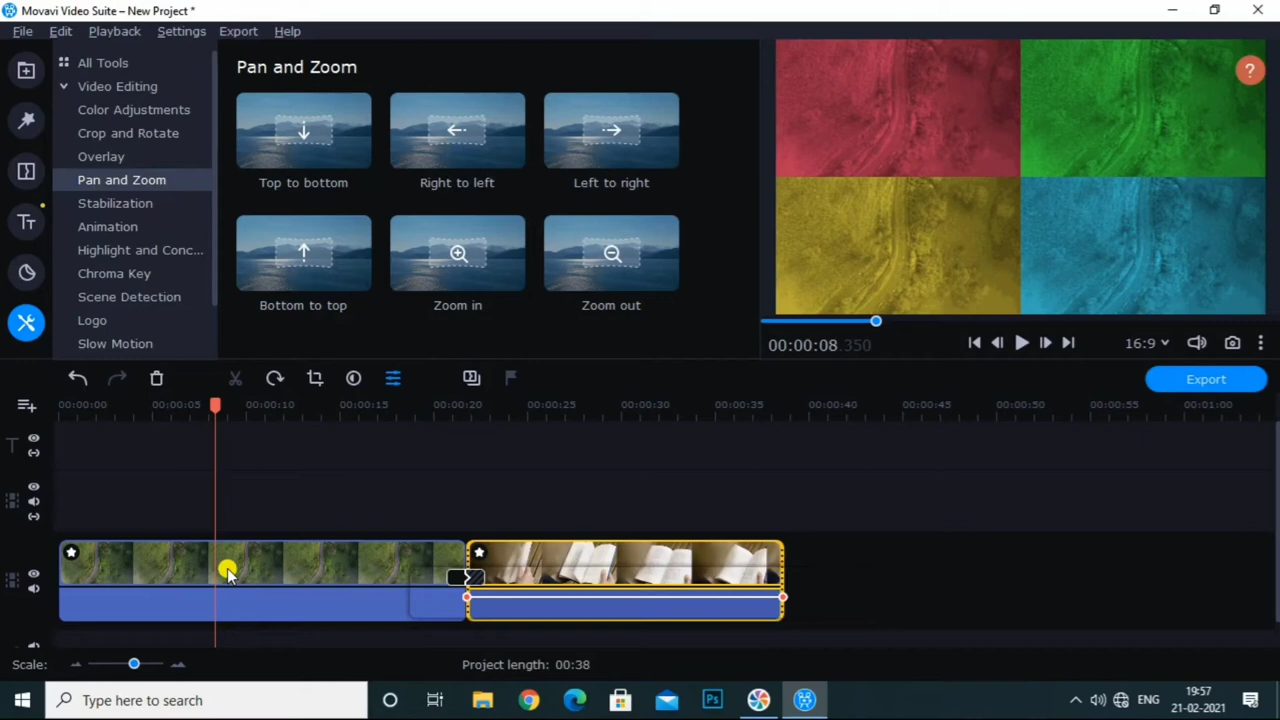 Movavi Video Suite – New Project *
File Edit Playback Settings Export Help
All Tools
Video Editing
Color Adjustments
Crop and Rotate
Overlay
Pan and Zoom
Stabilization
Animation
Highlight and Conc...
Chroma Key
Scene Detection
Logo
Slow Motion
Pan and Zoom
Top to bottom Right to left Left to right
Bottom to top Zoom in Zoom out
?
00:00:08.350
16:9
Export
00:00:00 00:00:05 00:00:10 00:00:15 00:00:20 00:00:25 00:00:30 00:00:35 00:00:40 00:00:45 00:00:50 00:00:55 00:01:00
Scale:
Project length: 00:38
Type here to search
Ps
ENG
19:57
21-02-2021